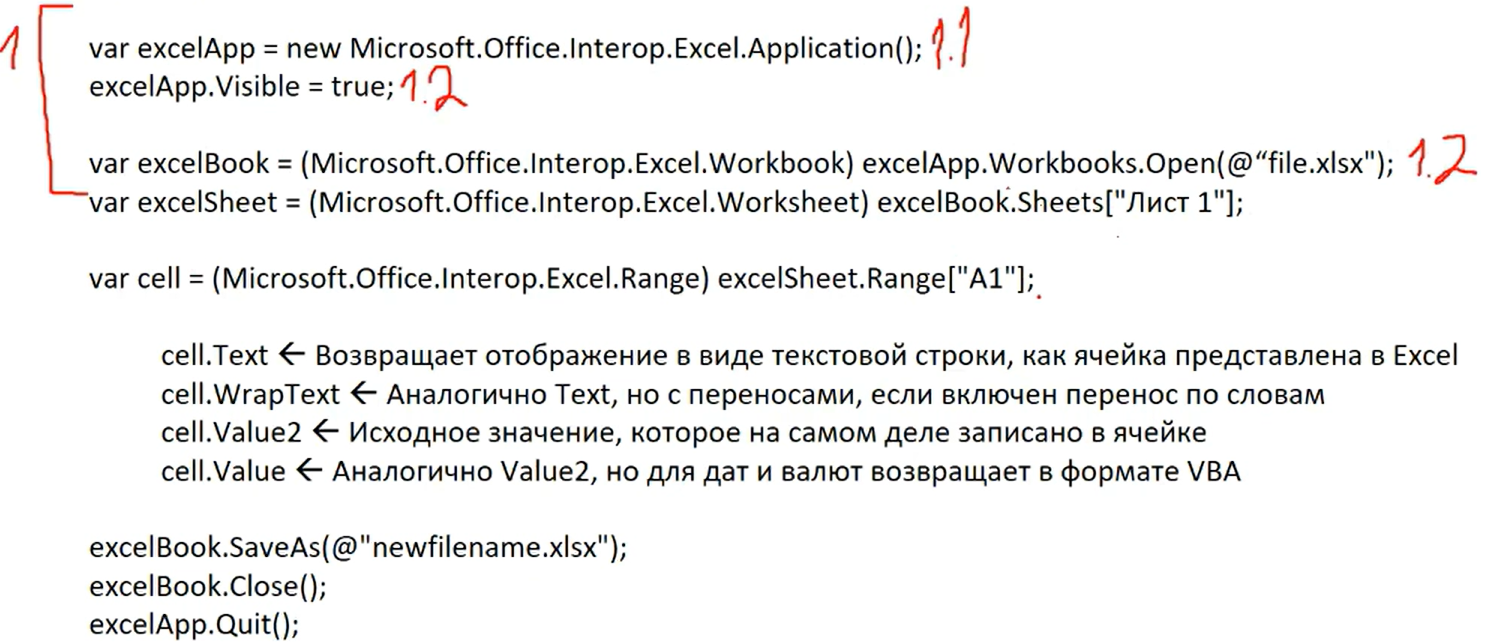 1
var excelApp = new Microsoft.Office.Interop.Excel.Application(); 1.1
excelApp.Visible = true; 1.2
var excelBook = (Microsoft.Office.Interop.Excel.Workbook) excelApp.Workbooks.Open(@“file.xlsx"); 1.2
var excelSheet = (Microsoft.Office.Interop.Excel.Worksheet) excelBook.Sheets["Лист 1"];
var cell = (Microsoft.Office.Interop.Excel.Range) excelSheet.Range["A1"];
cell.Text ← Возвращает отображение в виде текстовой строки, как ячейка представлена в Excel
cell.WrapText ← Аналогично Text, но с переносами, если включен перенос по словам
cell.Value2 ← Исходное значение, которое на самом деле записано в ячейке
cell.Value ← Аналогично Value2, но для дат и валют возвращает в формате VBA
excelBook.SaveAs(@"newfilename.xlsx");
excelBook.Close();
excelApp.Quit();